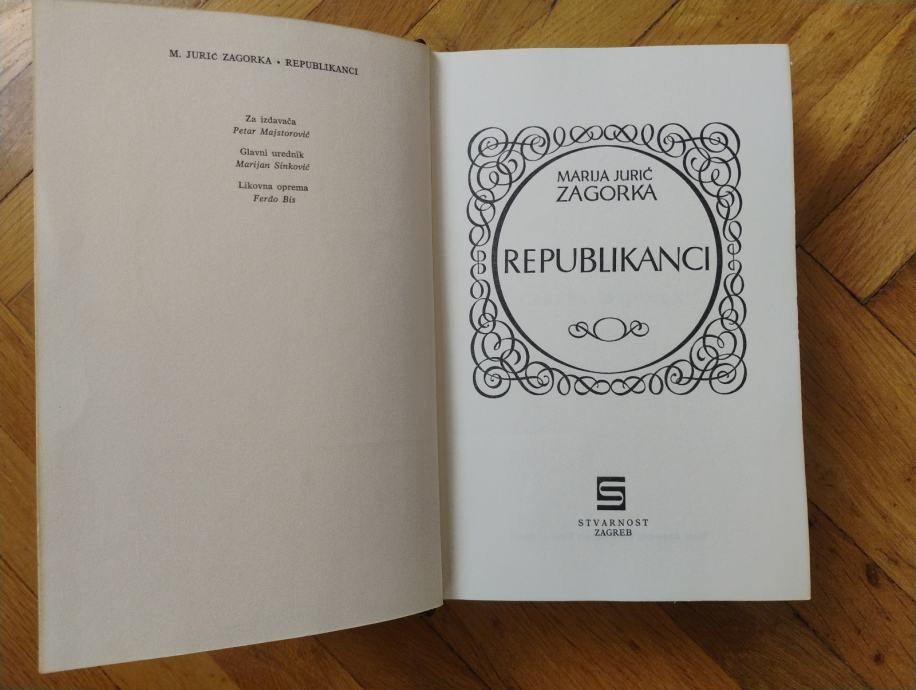 M. JURIĆ ZAGORKA • REPUBLIKANCI
Za izdavača
Petar Majstorović
Glavni urednik
Marijan Sinković
Likovna oprema
Ferdo Bis
MARIJA JURIĆ
ZAGORKA
REPUBLIKANCI
STVARNOST
ZAGREB